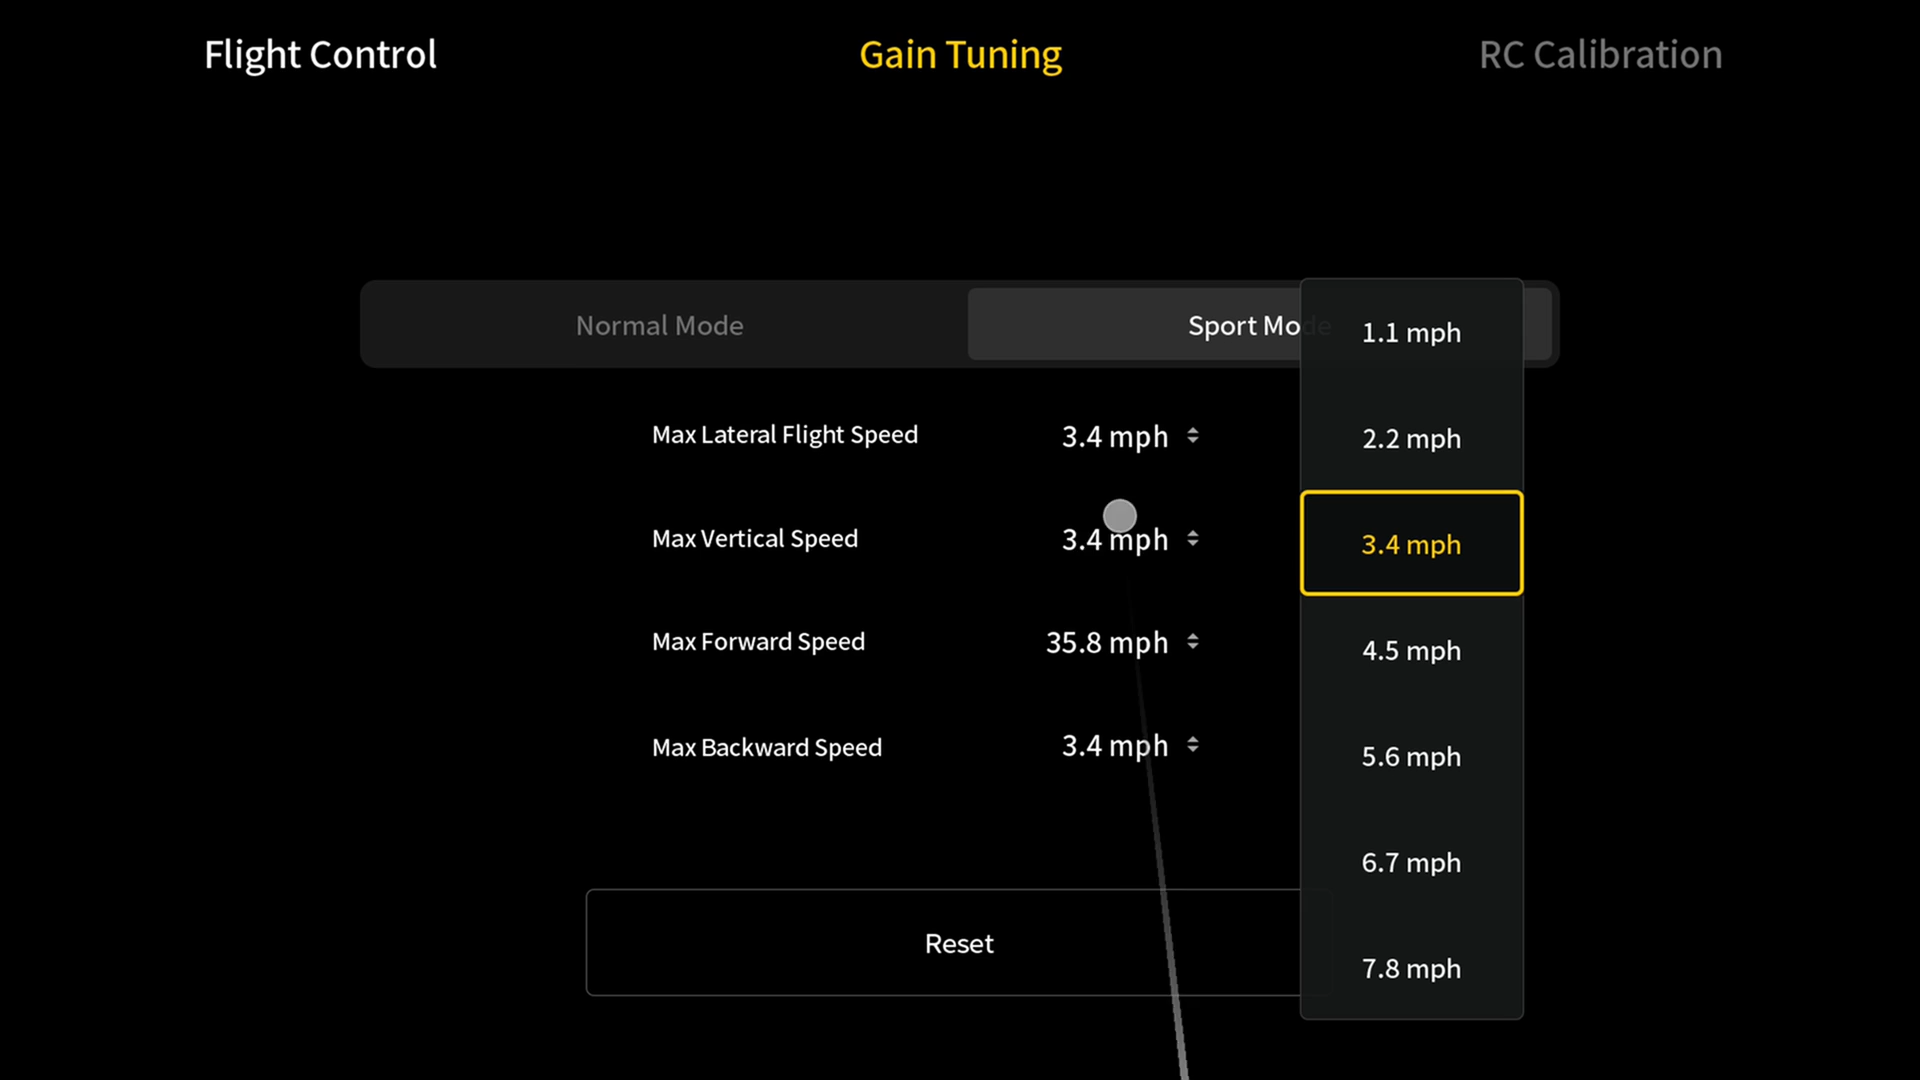 Flight Control
Gain Tuning
RC Calibration
Normal Mode
Sport Mode
Max Lateral Flight Speed 3.4 mph
Max Vertical Speed 3.4 mph
Max Forward Speed 35.8 mph
Max Backward Speed 3.4 mph
Reset
1.1 mph
2.2 mph
3.4 mph
4.5 mph
5.6 mph
6.7 mph
7.8 mph